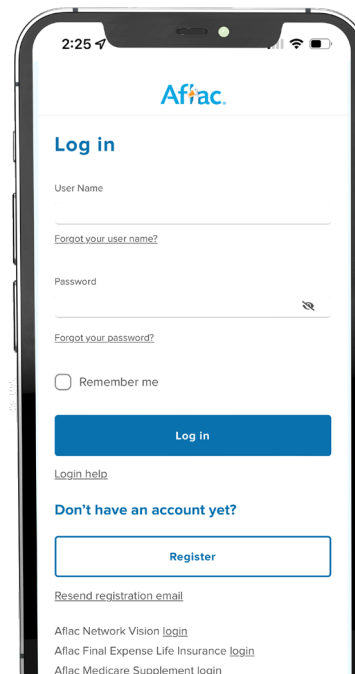 2:25
Aflac
Log in
User Name
Forgot your user name?
Password
Forgot your password?
Remember me
Log in
Login help
Don't have an account yet?
Register
Resend registration email
Aflac Network Vision login
Aflac Final Expense Life Insurance login
Aflac Medicare Supplement login